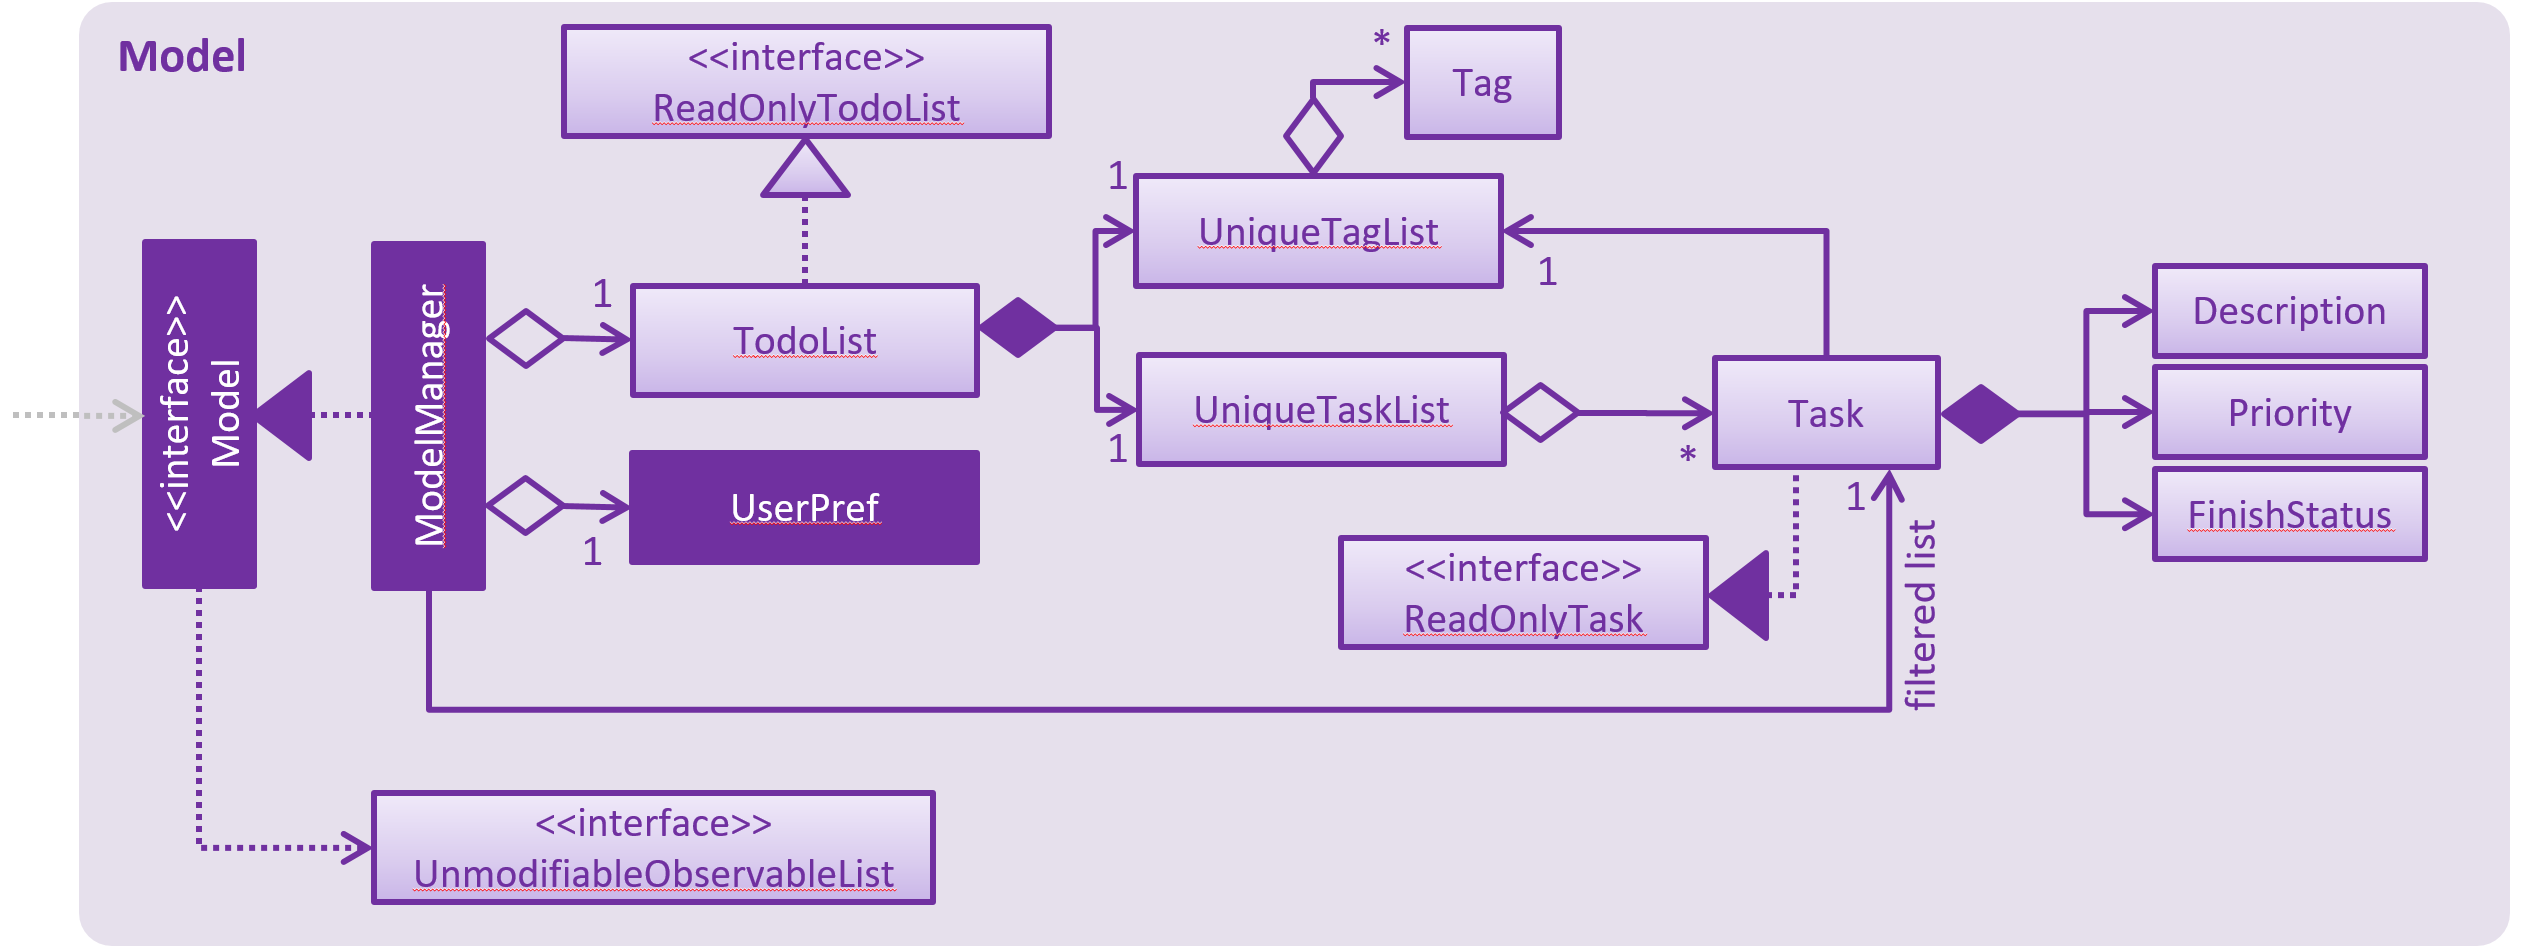 Model
<<interface>>
ReadOnlyTodoList
*
Tag
1
UniqueTagList
1
<<interface>>
Model
ModelManager
1
TodoList
1
UniqueTaskList
*
Task
Description
Priority
FinishStatus
1
UserPref
1
filtered list
<<interface>>
ReadOnlyTask
<<interface>>
UnmodifiableObservableList